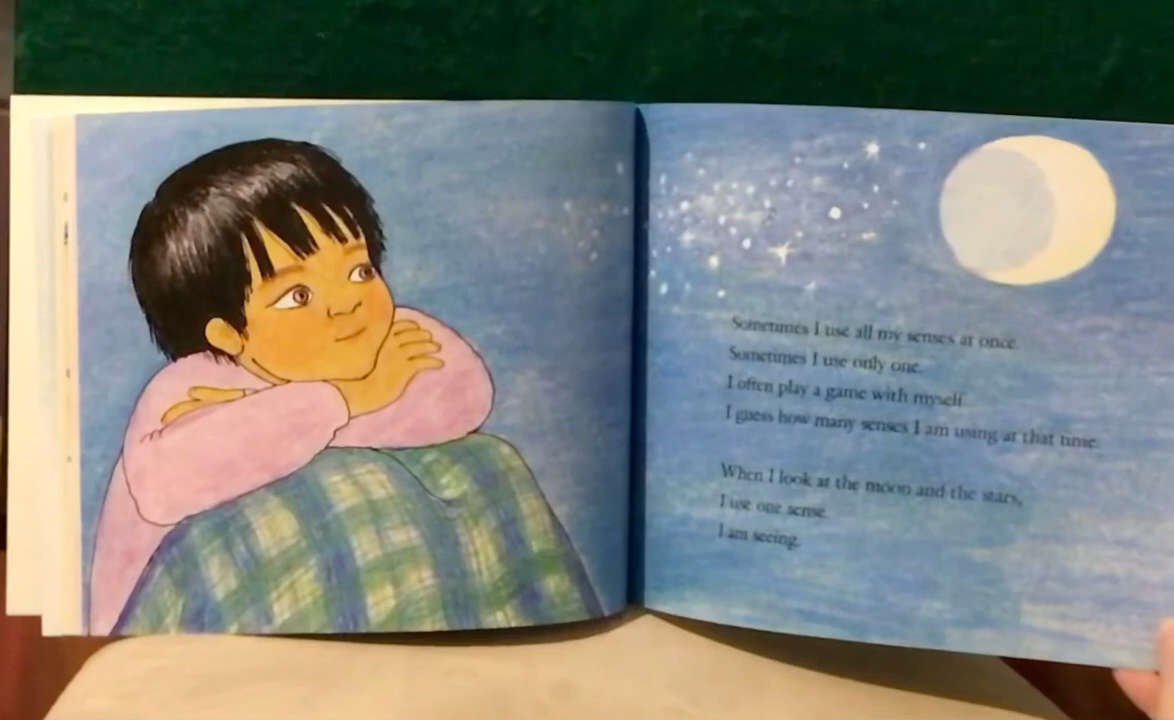 Sometimes I use all my senses at once.
Sometimes I use only one.
I often play a game with myself.
I guess how many senses I am using at that time.
When I look at the moon and the stars,
I use one sense.
I am seeing.